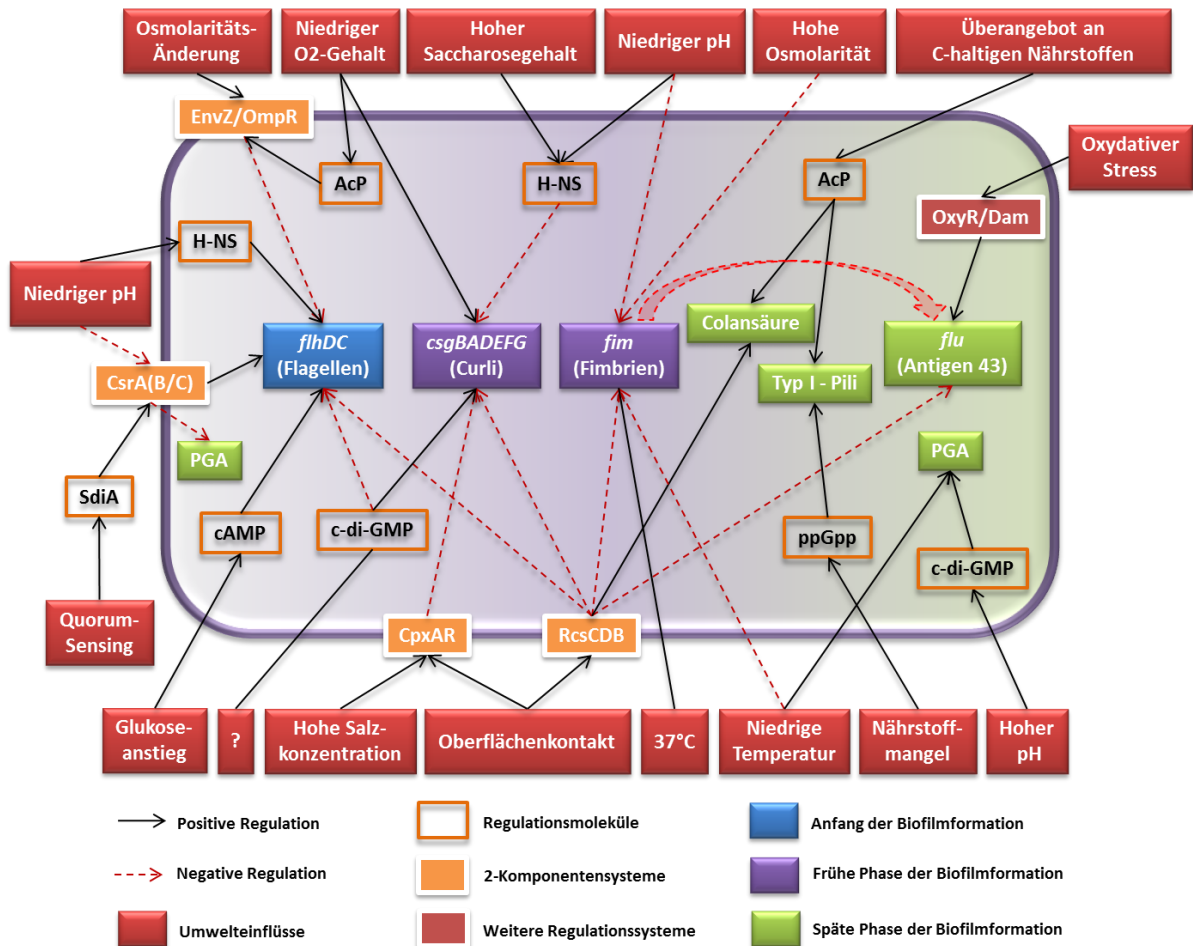 Osmolaritäts-
Änderung
Niedriger
O2-Gehalt
Hoher
Saccharosegehalt
Niedriger pH
Hohe
Osmolarität
Überangebot an
C-haltigen Nährstoffen
EnvZ/OmpR
AcP
H-NS
AcP
Oxydativer
Stress
OxyR/Dam
H-NS
Niedriger pH
flhDC
(Flagellen)
csgBADEFG
(Curli)
fim
(Fimbrien)
Colansäure
flu
(Antigen 43)
CsrA(B/C)
Typ I - Pili
PGA
PGA
SdiA
cAMP
c-di-GMP
ppGpp
c-di-GMP
Quorum-
Sensing
CpxAR
RcsCDB
Glukose-
anstieg
?
Hohe Salz-
konzentration
Oberflächenkontakt
37°C
Niedrige
Temperatur
Nährstoff-
mangel
Hoher
pH
Positive Regulation
Regulationsmoleküle
Anfang der Biofilmformation
Negative Regulation
2-Komponentensysteme
Frühe Phase der Biofilmformation
Umwelteinflüsse
Weitere Regulationssysteme
Späte Phase der Biofilmformation